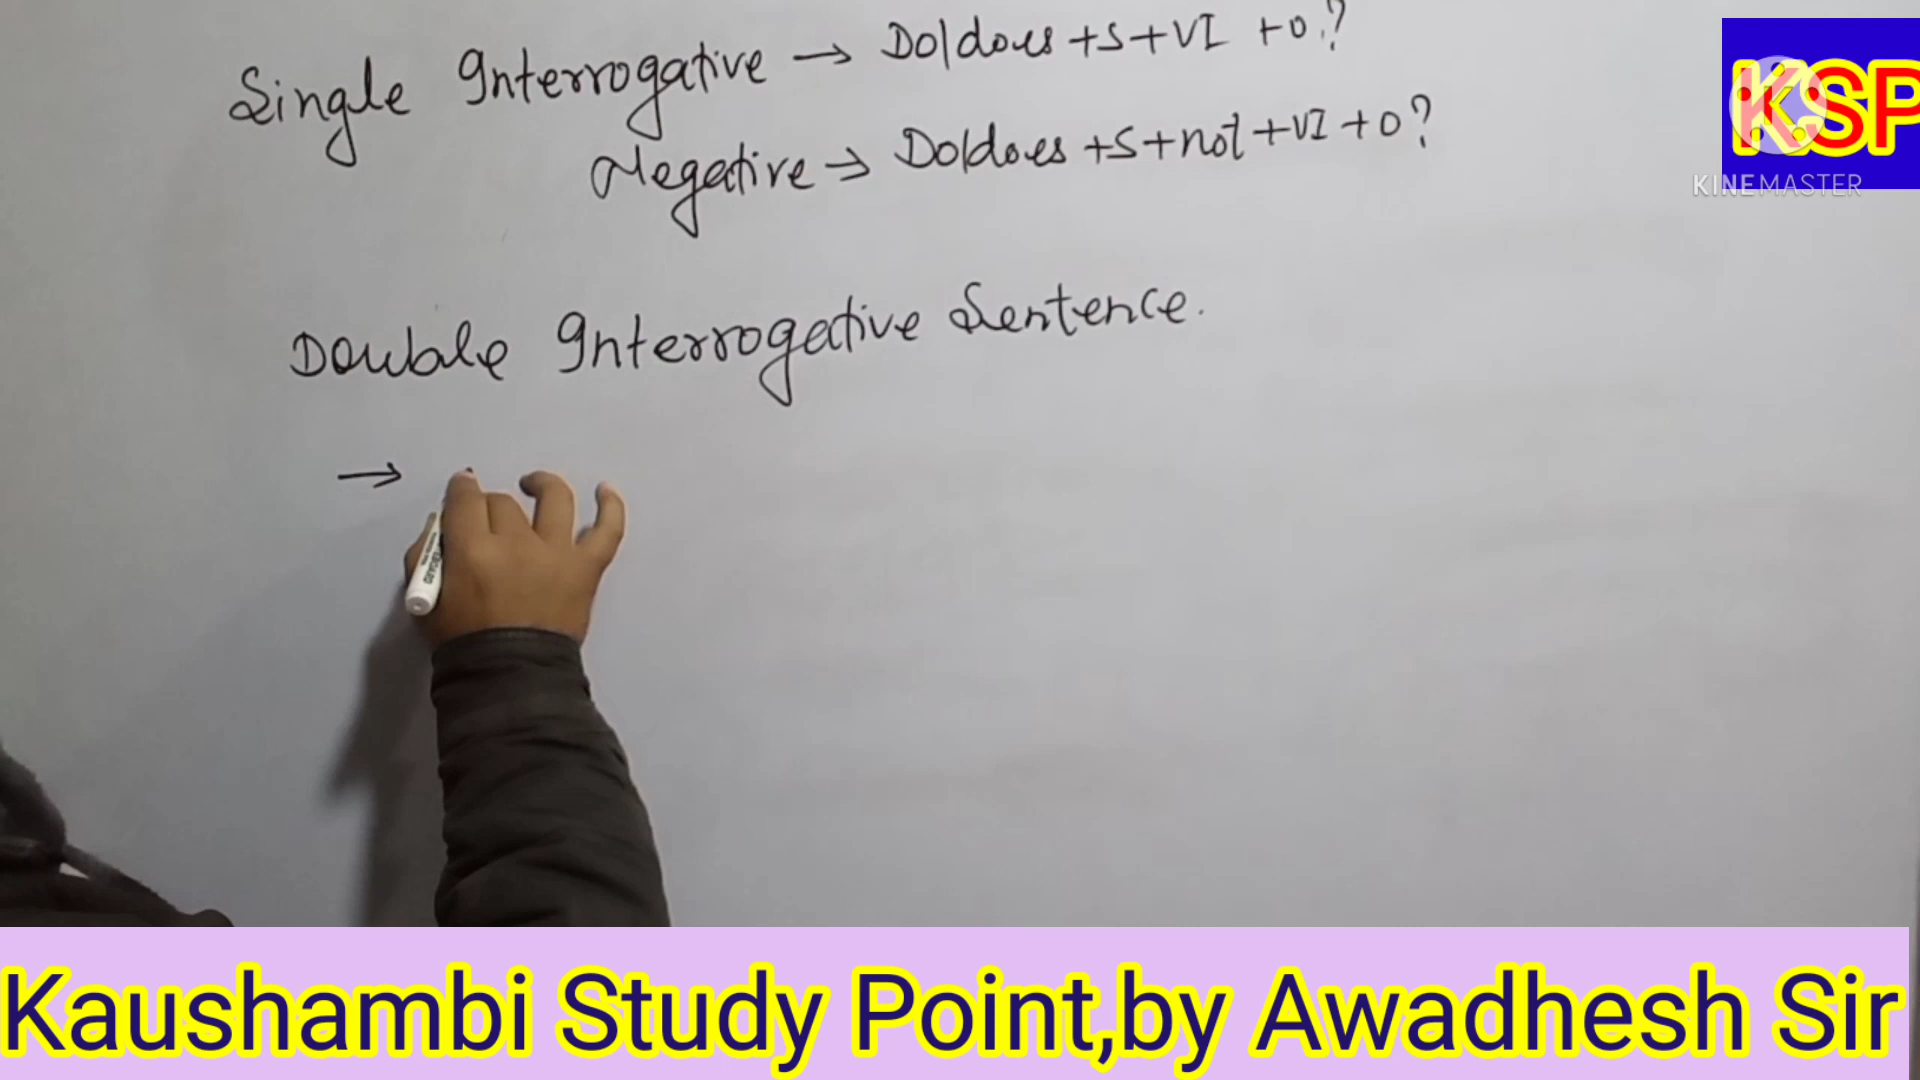 Single Interrogative → Do/does +S+VI +O.?
Negative → Do/does +S+not+VI+O?
Double Interrogative Sentence.
→
KSP
KINEMASTER
Kaushambi Study Point,by Awadhesh Sir